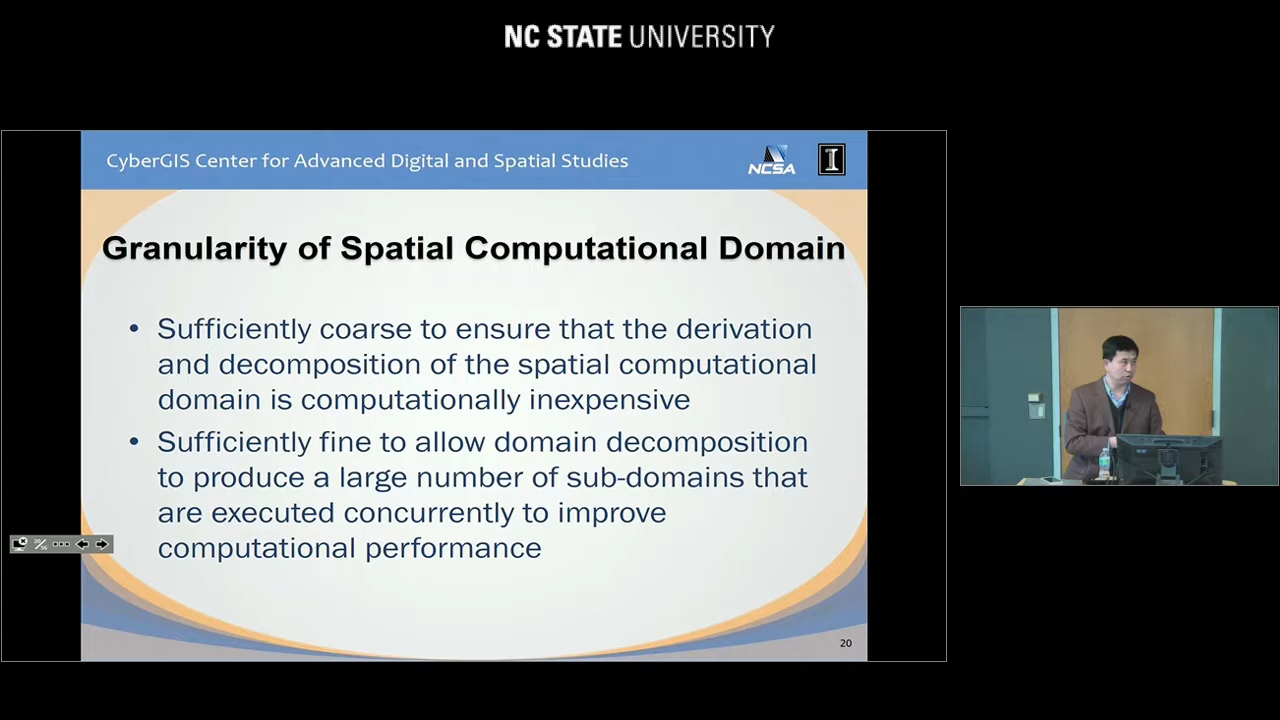 NC STATE UNIVERSITY
CyberGIS Center for Advanced Digital and Spatial Studies
NCSA
I
Granularity of Spatial Computational Domain
• Sufficiently coarse to ensure that the derivation
and decomposition of the spatial computational
domain is computationally inexpensive
• Sufficiently fine to allow domain decomposition
to produce a large number of sub-domains that
are executed concurrently to improve
computational performance
20